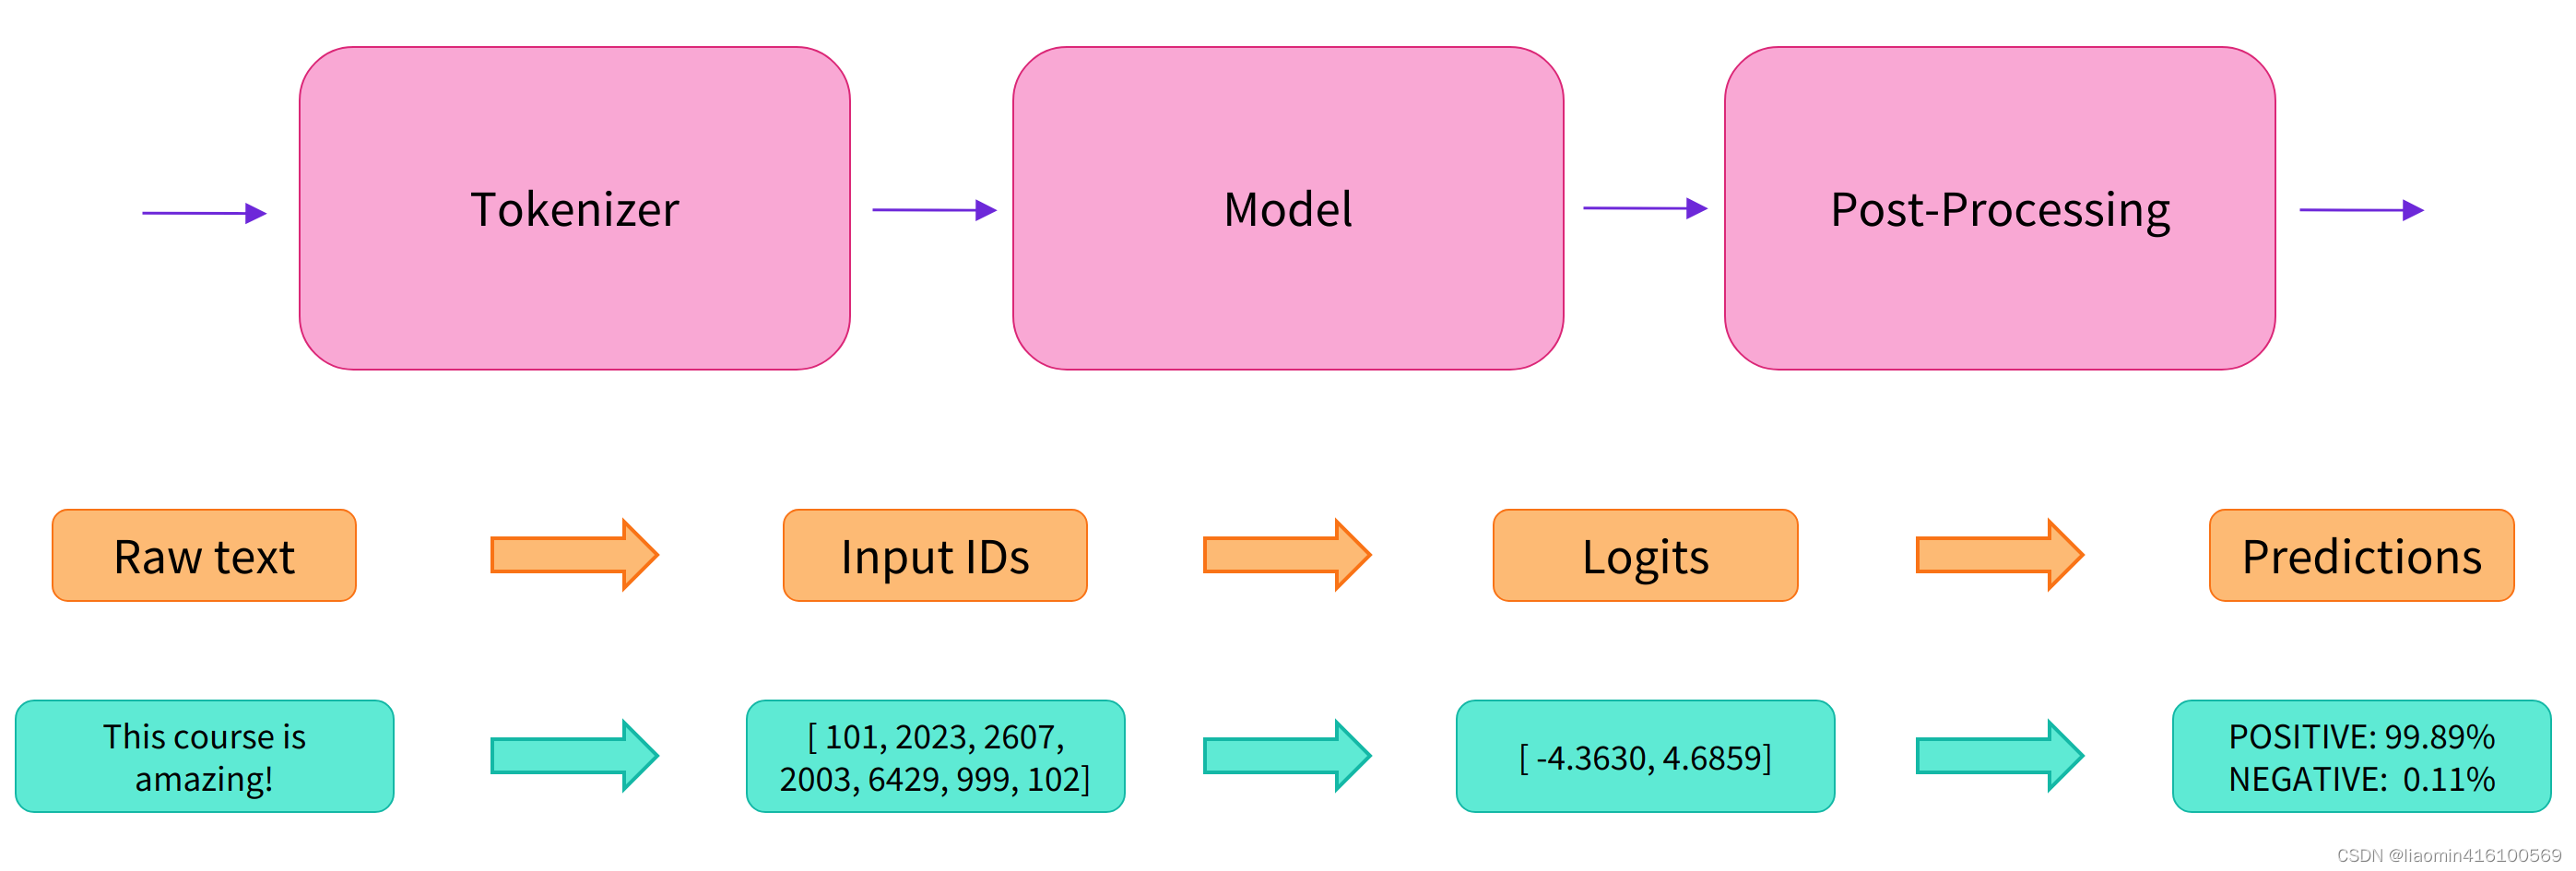 Tokenizer
Model
Post-Processing
Raw text
Input IDs
Logits
Predictions
This course is
amazing!
[ 101, 2023, 2607,
2003, 6429, 999, 102]
[ -4.3630, 4.6859]
POSITIVE: 99.89%
NEGATIVE: 0.11%
CSDN @liaomin416100569